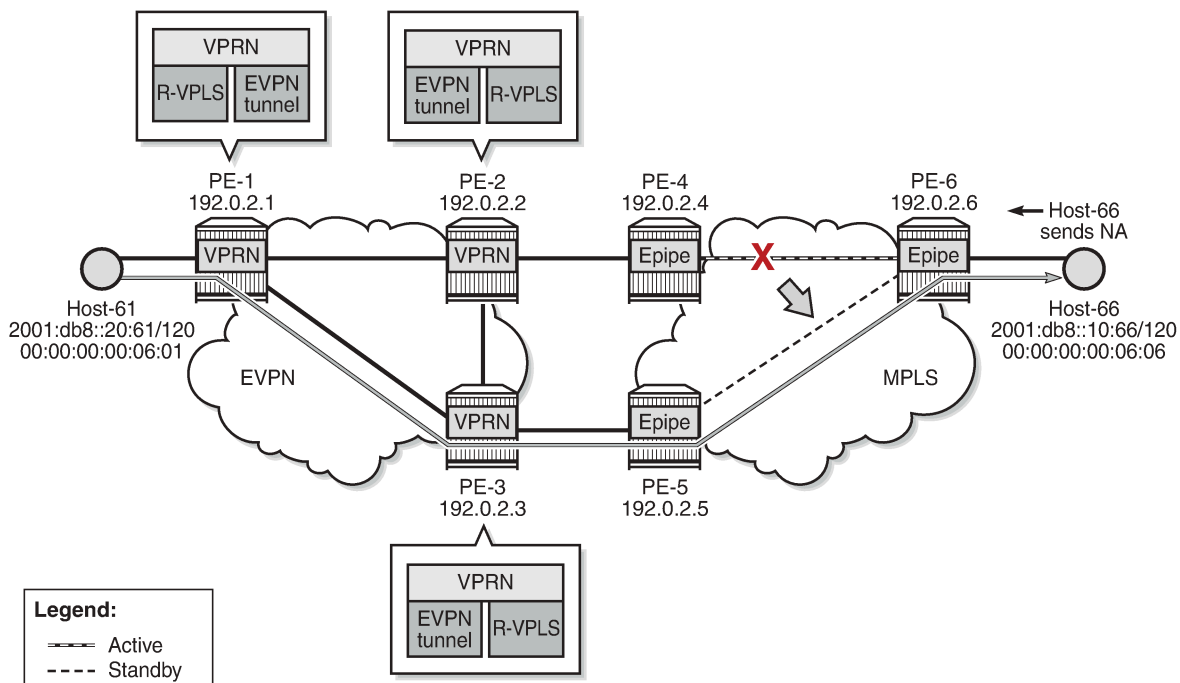 VPRN
R-VPLS
EVPN
tunnel
VPRN
EVPN
tunnel
R-VPLS
PE-1
192.0.2.1
PE-2
192.0.2.2
PE-4
192.0.2.4
PE-6
192.0.2.6
Host-66
sends NA
VPRN
VPRN
Epipe
X
Epipe
Host-61
2001:db8::20:61/120
00:00:00:00:06:01
Host-66
2001:db8::10:66/120
00:00:00:00:06:06
EVPN
MPLS
VPRN
Epipe
PE-3
192.0.2.3
PE-5
192.0.2.5
VPRN
EVPN
tunnel
R-VPLS
Legend:
Active
Standby